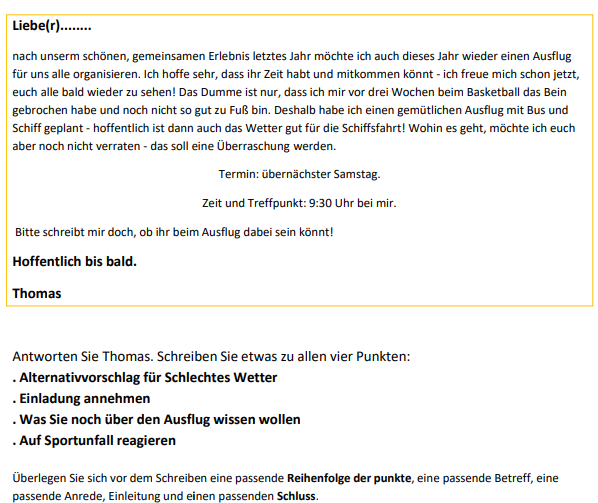 Liebe(r)........
nach unserm schönen, gemeinsamen Erlebnis letztes Jahr möchte ich auch dieses Jahr wieder einen Ausflug
für uns alle organisieren. Ich hoffe sehr, dass ihr Zeit habt und mitkommen könnt - ich freue mich schon jetzt,
euch alle bald wieder zu sehen! Das Dumme ist nur, dass ich mir vor drei Wochen beim Basketball das Bein
gebrochen habe und noch nicht so gut zu Fuß bin. Deshalb habe ich einen gemütlichen Ausflug mit Bus und
Schiff geplant - hoffentlich ist dann auch das Wetter gut für die Schiffsfahrt! Wohin es geht, möchte ich euch
aber noch nicht verraten - das soll eine Überraschung werden.
Termin: übernächster Samstag.
Zeit und Treffpunkt: 9:30 Uhr bei mir.
Bitte schreibt mir doch, ob ihr beim Ausflug dabei sein könnt!
Hoffentlich bis bald.
Thomas
Antworten Sie Thomas. Schreiben Sie etwas zu allen vier Punkten:
. Alternativvorschlag für Schlechtes Wetter
. Einladung annehmen
. Was Sie noch über den Ausflug wissen wollen
. Auf Sportunfall reagieren
Überlegen Sie sich vor dem Schreiben eine passende Reihenfolge der punkte, eine passende Betreff, eine
passende Anrede, Einleitung und einen passenden Schluss.